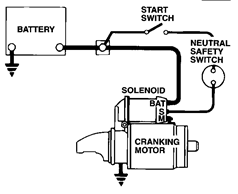 START
SWITCH
BATTERY
NEUTRAL
SAFETY
SWITCH
SOLENOID
BAT
S
M
CRANKING
MOTOR